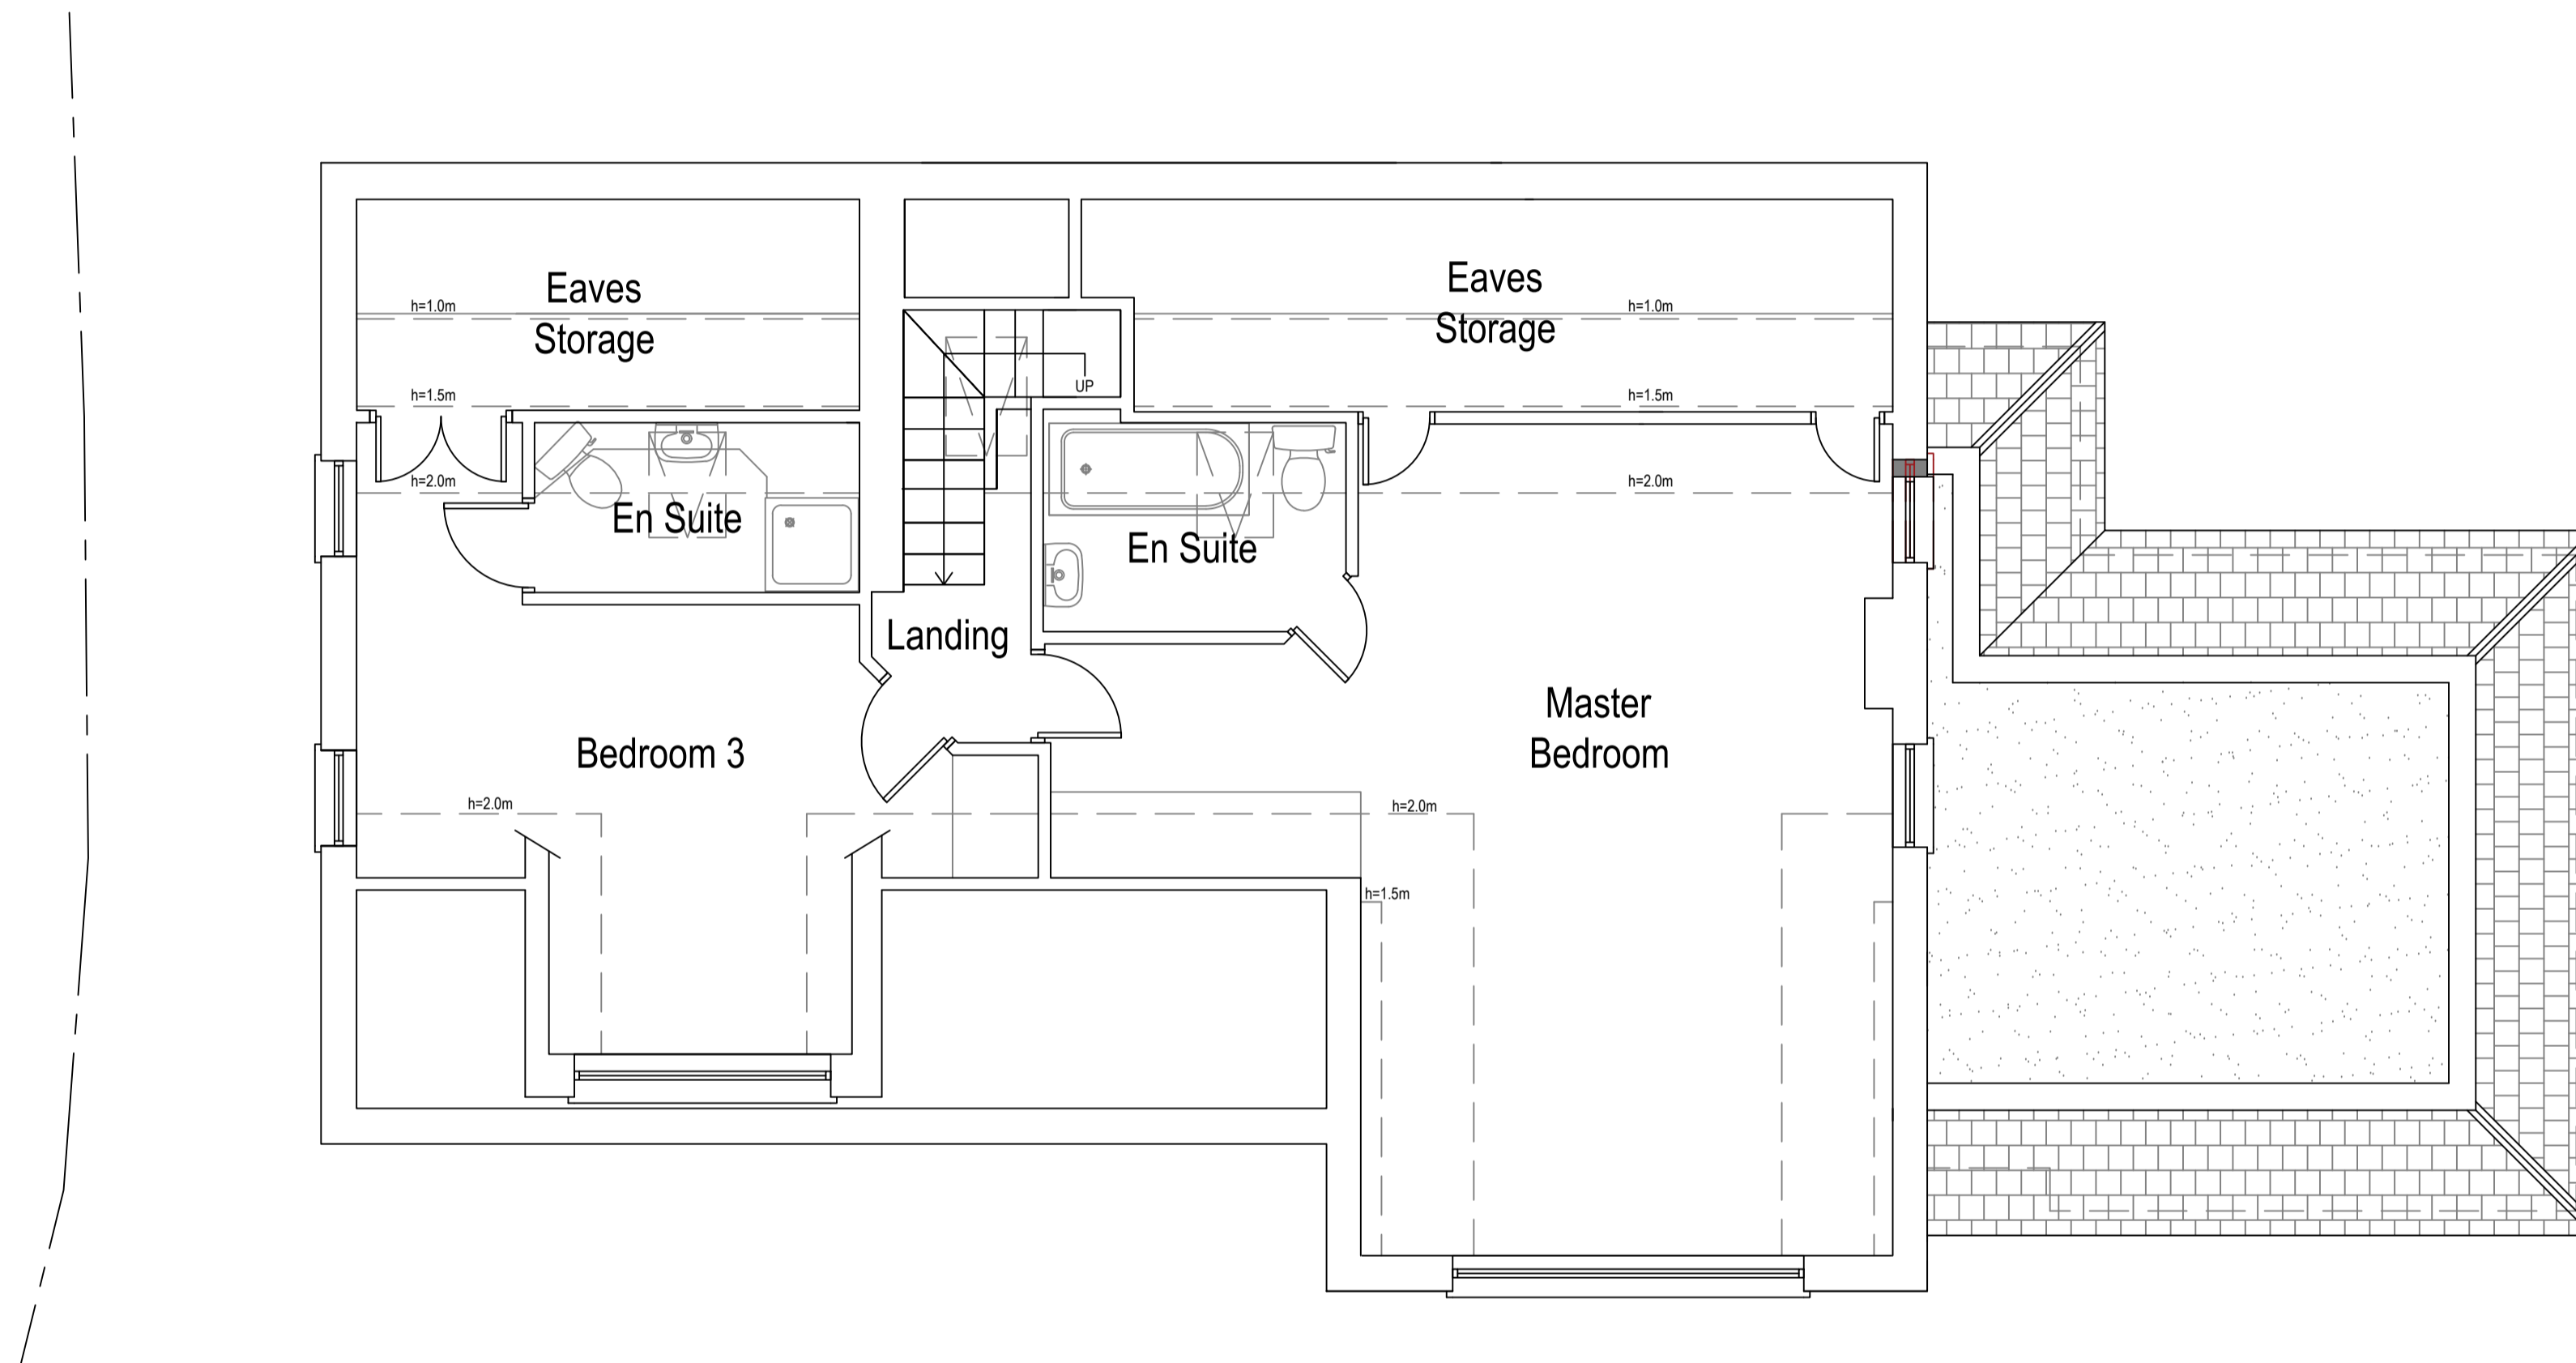 Eaves
Storage
h=1.0m
h=1.5m
h=2.0m
En Suite
UP
Eaves
Storage
h=1.0m
h=1.5m
h=2.0m
En Suite
Landing
Bedroom 3
Master
Bedroom
h=2.0m
h=2.0m
h=1.5m